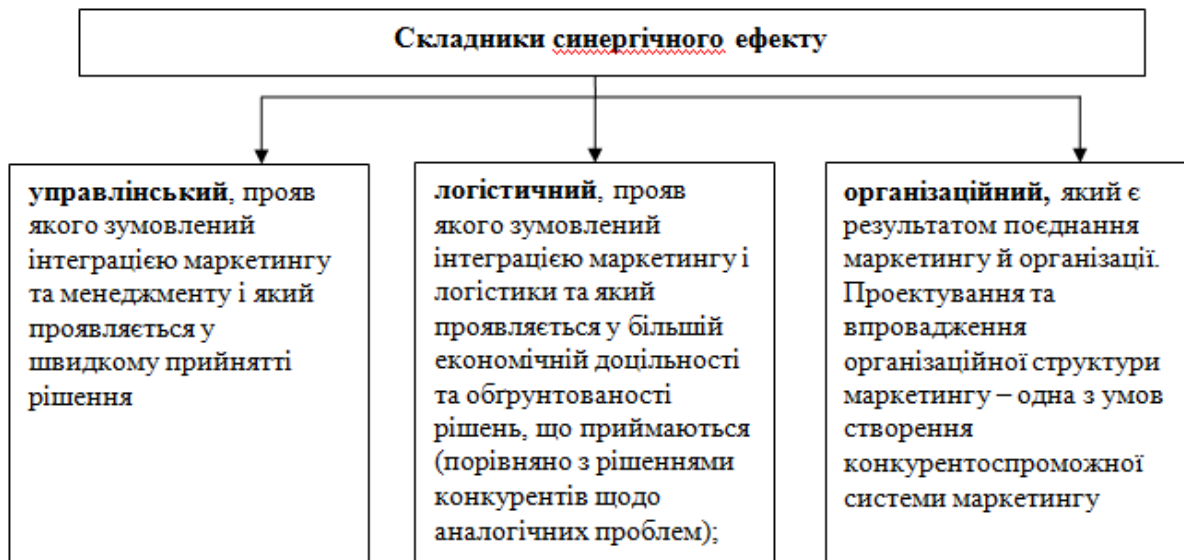 Складники синергічного ефекту
управлінський, прояв
якого зумовлений
інтеграцією маркетингу
та менеджменту і який
проявляється у
швидкому прийнятті
рішення
логістичний, прояв
якого зумовлений
інтеграцією маркетингу і
логістики та який
проявляється у більшій
економічній доцільності
та обґрунтованості
рішень, що приймаються
(порівняно з рішеннями
конкурентів щодо
аналогічних проблем);
організаційний, який є
результатом поєднання
маркетингу й організації.
Проектування та
впровадження
організаційної структури
маркетингу – одна з умов
створення
конкурентоспроможної
системи маркетингу